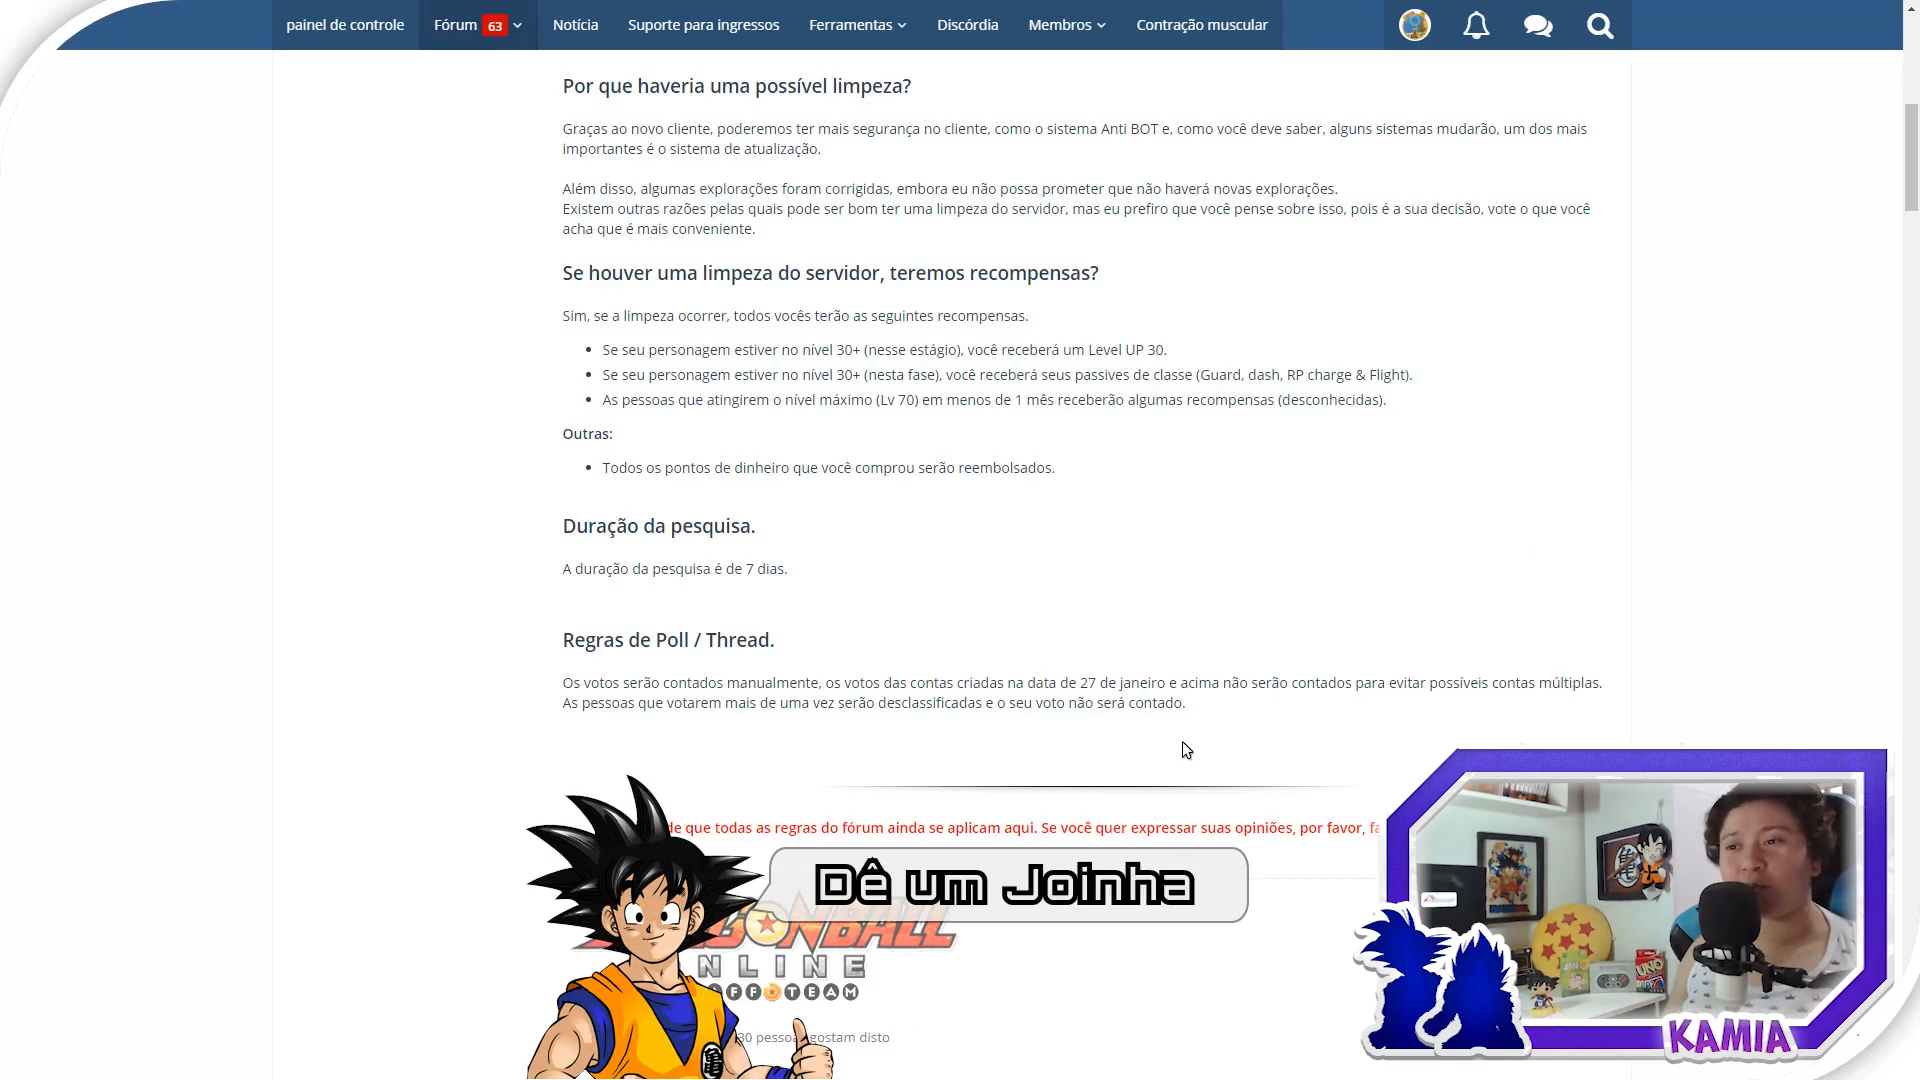 painel de controle Fórum 63 Notícia Suporte para ingressos Ferramentas Discórdia Membros Contração muscular
Por que haveria uma possível limpeza?
Graças ao novo cliente, poderemos ter mais segurança no cliente, como o sistema Anti BOT e, como você deve saber, alguns sistemas mudarão, um dos mais
importantes é o sistema de atualização.
Além disso, algumas explorações foram corrigidas, embora eu não possa prometer que não haverá novas explorações.
Existem outras razões pelas quais pode ser bom ter uma limpeza do servidor, mas eu prefiro que você pense sobre isso, pois é a sua decisão, vote o que você
acha que é mais conveniente.
Se houver uma limpeza do servidor, teremos recompensas?
Sim, se a limpeza ocorrer, todos vocês terão as seguintes recompensas.
• Se seu personagem estiver no nível 30+ (nesse estágio), você receberá um Level UP 30.
• Se seu personagem estiver no nível 30+ (nesta fase), você receberá seus passives de classe (Guard, dash, RP charge & Flight).
• As pessoas que atingirem o nível máximo (Lv 70) em menos de 1 mês receberão algumas recompensas (desconhecidas).
Outras:
• Todos os pontos de dinheiro que você comprou serão reembolsados.
Duração da pesquisa.
A duração da pesquisa é de 7 dias.
Regras de Poll / Thread.
Os votos serão contados manualmente, os votos das contas criadas na data de 27 de janeiro e acima não serão contados para evitar possíveis contas múltiplas.
As pessoas que votarem mais de uma vez serão desclassificadas e o seu voto não será contado.
de que todas as regras do fórum ainda se aplicam aqui. Se você quer expressar suas opiniões, por favor, fa
Dê um Joinha
NLINE
TEAM
30 pessoa gostam disto
UNO
KAMIA